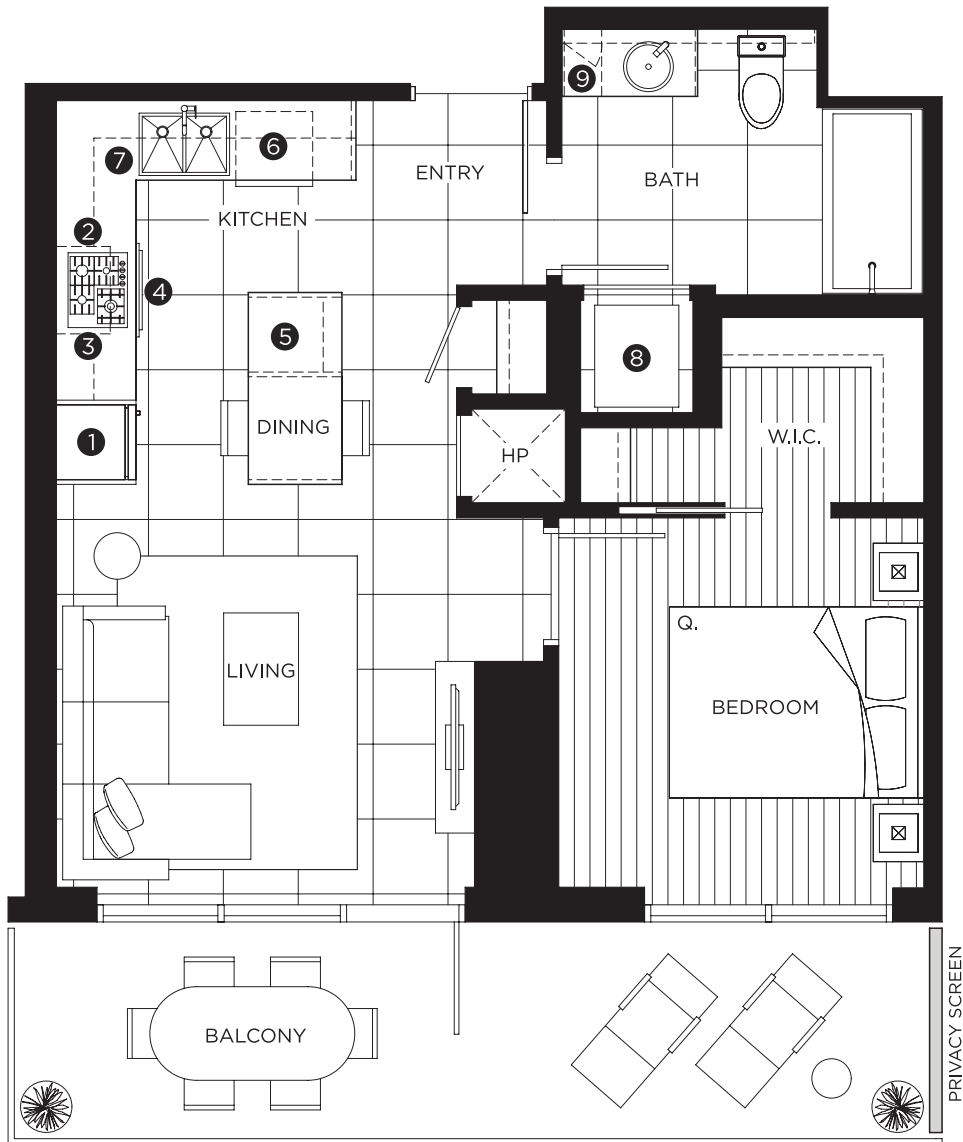 9
7
6
ENTRY
BATH
KITCHEN
2
4
3
5
8
1
DINING
HP
W.I.C.
Q.
LIVING
BEDROOM
BALCONY
PRIVACY SCREEN